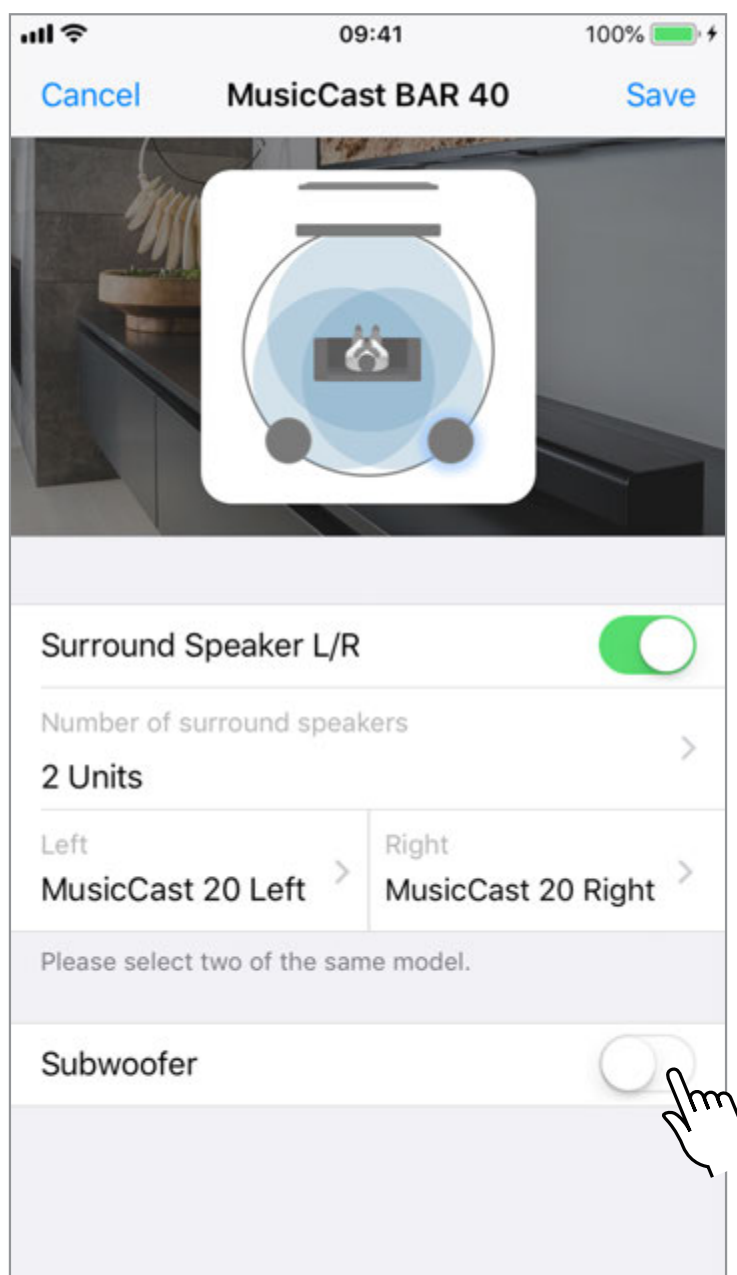 09:41 100%
Cancel MusicCast BAR 40 Save
Surround Speaker L/R
Number of surround speakers
2 Units
Left Right
MusicCast 20 Left MusicCast 20 Right
Please select two of the same model.
Subwoofer